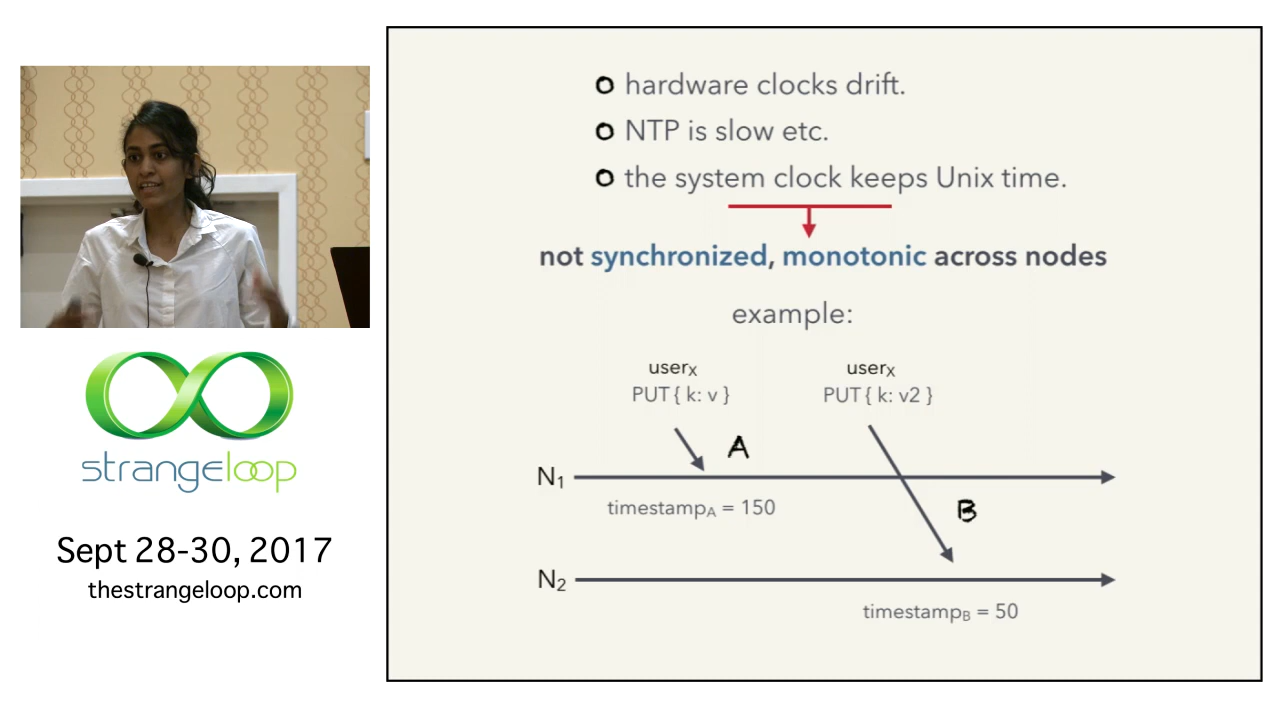 strangeloop
Sept 28-30, 2017
thestrangeloop.com
hardware clocks drift.
NTP is slow etc.
the system clock keeps Unix time.
not synchronized, monotonic across nodes
example:
userX
PUT { k: v }
userX
PUT { k: v2 }
A
N1
timestampA = 150
B
N2
timestampB = 50